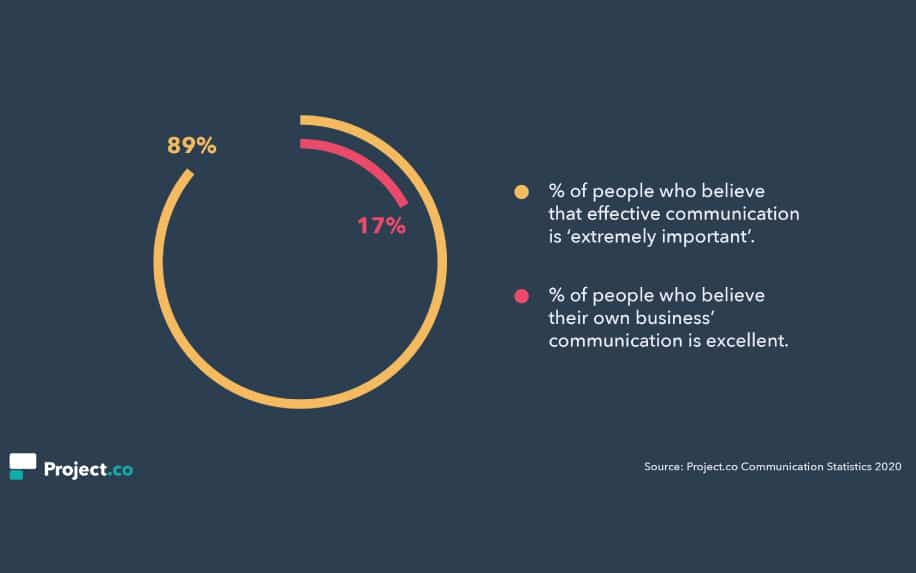 89%
17%
% of people who believe
that effective communication
is ‘extremely important’.
% of people who believe
their own business’
communication is excellent.
Project.co
Source: Project.co Communication Statistics 2020